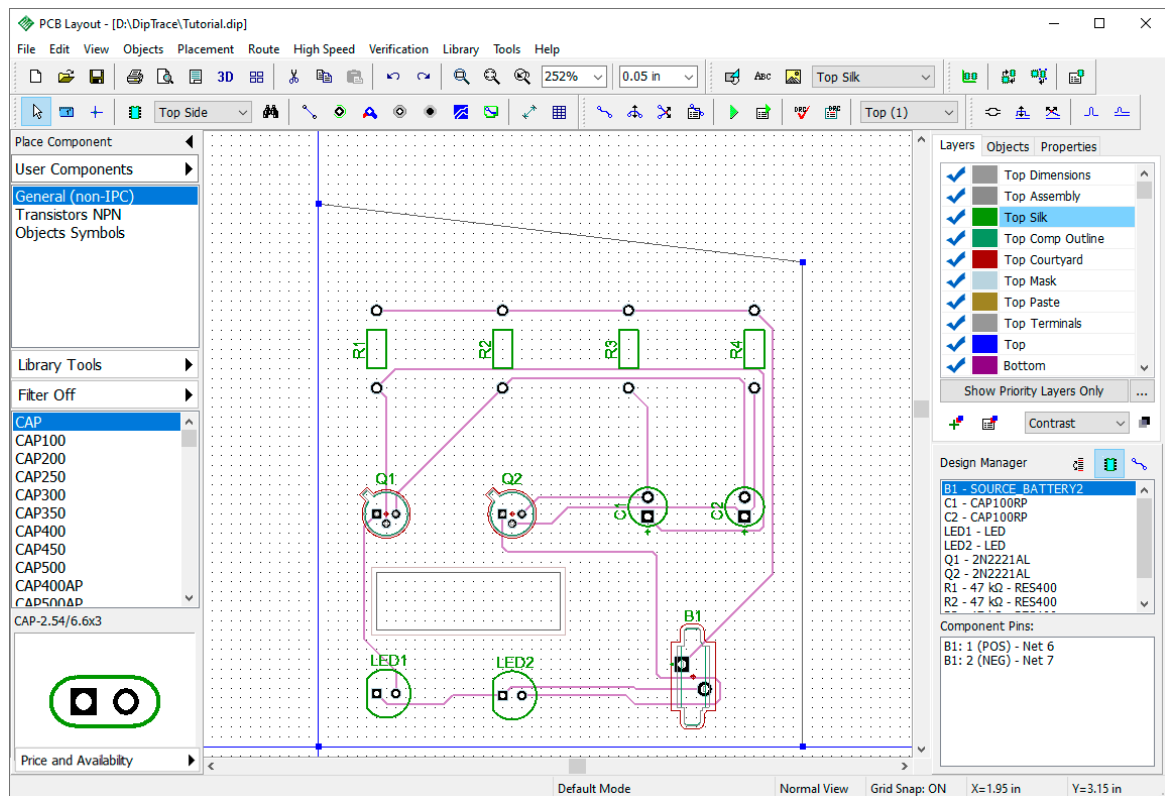 PCB Layout - [D:\DipTrace\Tutorial.dip]
File Edit View Objects Placement Route High Speed Verification Library Tools Help
3D 252% 0.05 in ABC Top Silk
Top Side DRC DRC Top (1)
Place Component
User Components
General (non-IPC)
Transistors NPN
Objects Symbols
Library Tools
Filter Off
CAP
CAP100
CAP200
CAP250
CAP300
CAP350
CAP400
CAP450
CAP500
CAP400AP
CAP500AP
CAP-2.54/6.6x3
Price and Availability
R1 R2 R3 R4
Q1 Q2 C1 C2
+ +
B1
+
LED1 LED2
Layers Objects Properties
Top Dimensions
Top Assembly
Top Silk
Top Comp Outline
Top Courtyard
Top Mask
Top Paste
Top Terminals
Top
Bottom
Show Priority Layers Only ...
Contrast
Design Manager
B1 - SOURCE_BATTERY2
C1 - CAP100RP
C2 - CAP100RP
LED1 - LED
LED2 - LED
Q1 - 2N2221AL
Q2 - 2N2221AL
R1 - 47 kΩ - RES400
R2 - 47 kΩ - RES400
Component Pins:
B1: 1 (POS) - Net 6
B1: 2 (NEG) - Net 7
Default Mode Normal View Grid Snap: ON X=1.95 in Y=3.15 in